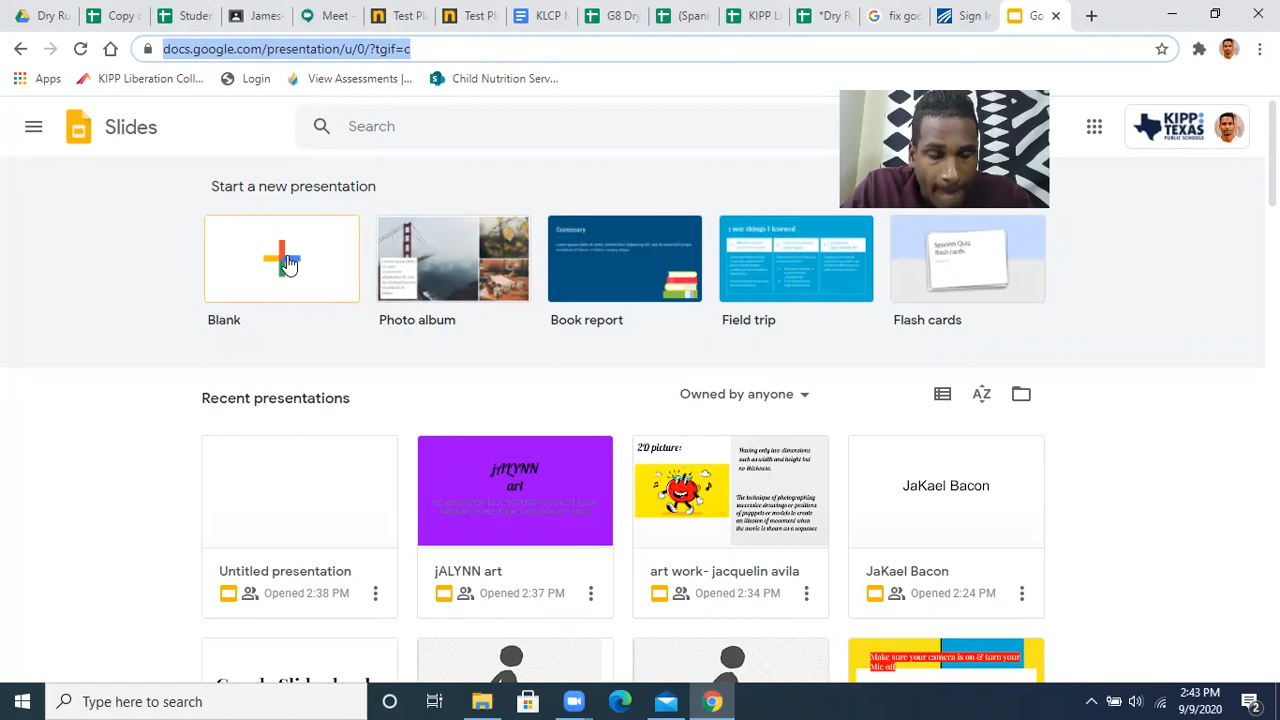 Drive
City c
Student
James
Meet
Test Pl
Test Pl
KLCP
G8 Dy
(Spani
KIPP L
*Dry R
fix
Sign In
Go
docs.google.com/presentation/u/0/?tgif=c
Apps
KIPP Liberation Coll...
Login
View Assessments |...
Child Nutrition Serv...
Slides
Search
KIPP:
TEXAS
PUBLIC SCHOOLS
Start a new presentation
Summary
3 new things I learned
Spanish Quiz
flash cards
Blank
Photo album
Book report
Field trip
Flash cards
Recent presentations
Owned by anyone
AZ
jALYNN
art
2D picture:
Having only two dimensions
such as width and height but
no thickness.
The technique of photographing
successive drawings or positions
of puppets or models to create
an illusion of movement when
the movie is shown as a sequence
JaKael Bacon
Untitled presentation
jALYNN art
art work- jacquelin avila
JaKael Bacon
Opened 2:38 PM
Opened 2:37 PM
Opened 2:34 PM
Opened 2:24 PM
Make sure your camera is on & turn your
Mic off
Type here to search
2:43 PM
9/9/2020
2